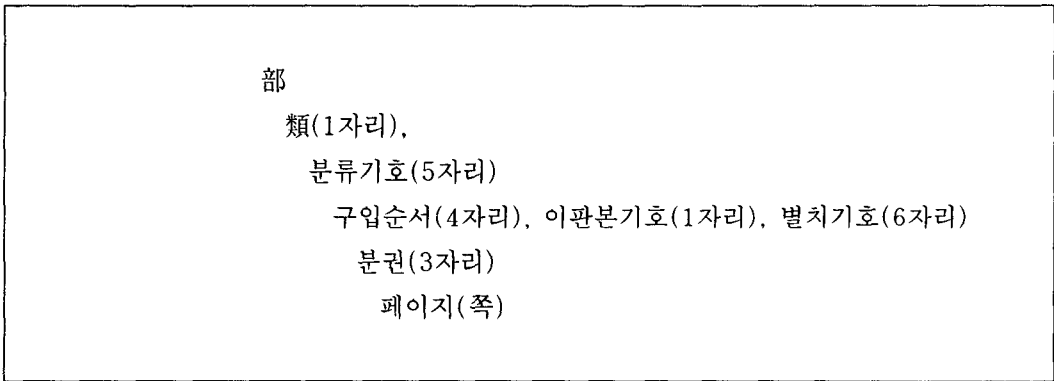 部
類(1자리),
분류기호(5자리)
구입순서(4자리), 이판본기호(1자리), 별치기호(6자리)
분권(3자리)
페이지(쪽)